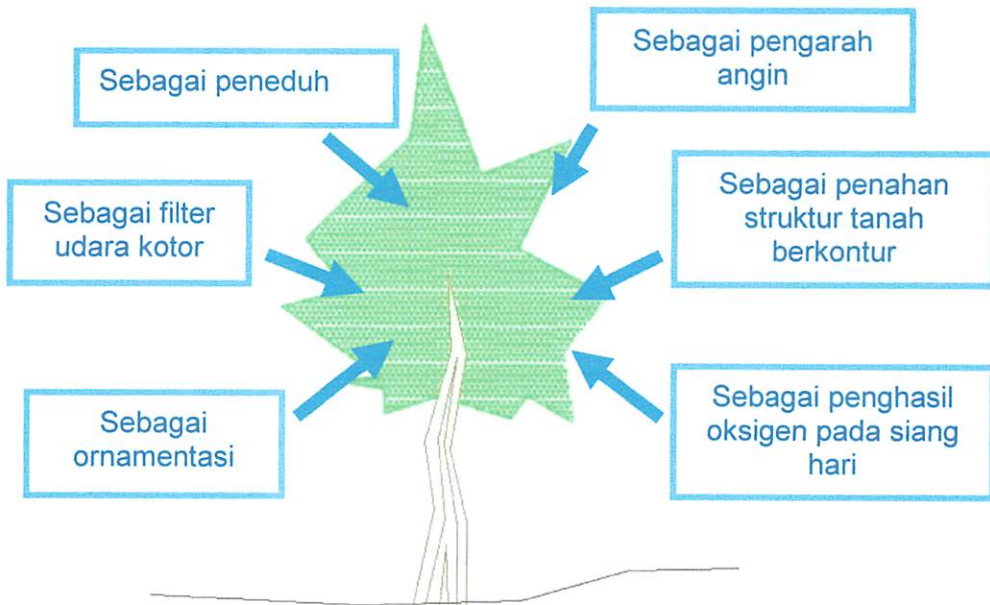 Sebagai peneduh
Sebagai pengarah
angin
Sebagai filter
udara kotor
Sebagai penahan
struktur tanah
berkontur
Sebagai
ornamentasi
Sebagai penghasil
oksigen pada siang
hari